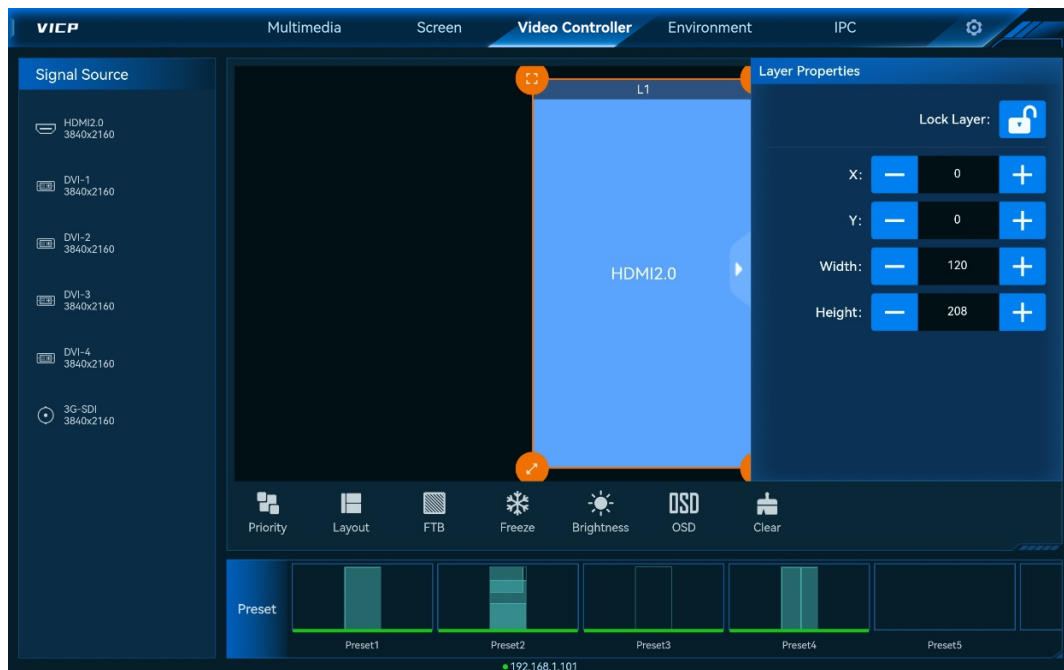 VICP
Multimedia
Screen
Video Controller
Environment
IPC
Signal Source
HDMI2.0
3840x2160
DVI-1
3840x2160
DVI-2
3840x2160
DVI-3
3840x2160
DVI-4
3840x2160
3G-SDI
3840x2160
L1
HDMI2.0
Layer Properties
Lock Layer:
X:
0
Y:
0
Width:
120
Height:
208
Priority
Layout
FTB
Freeze
Brightness
OSD
OSD
Clear
Preset
Preset1
Preset2
Preset3
Preset4
Preset5
192.168.1.101